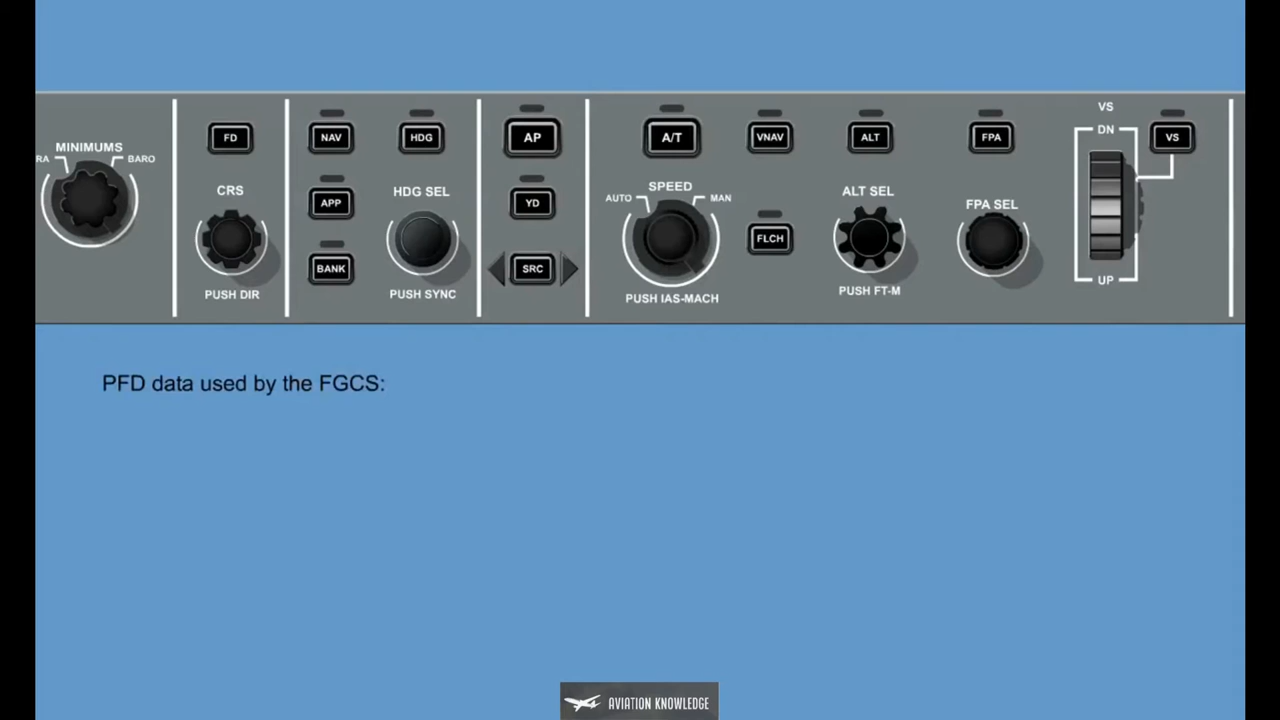 MINIMUMS
RA
BARO
FD
CRS
PUSH DIR
NAV
APP
BANK
HDG
HDG SEL
PUSH SYNC
AP
YD
SRC
A/T
SPEED
AUTO
MAN
PUSH IAS-MACH
VNAV
FLCH
ALT
ALT SEL
PUSH FT-M
FPA
FPA SEL
VS
DN
UP
VS
PFD data used by the FGCS:
AVIATION KNOWLEDGE